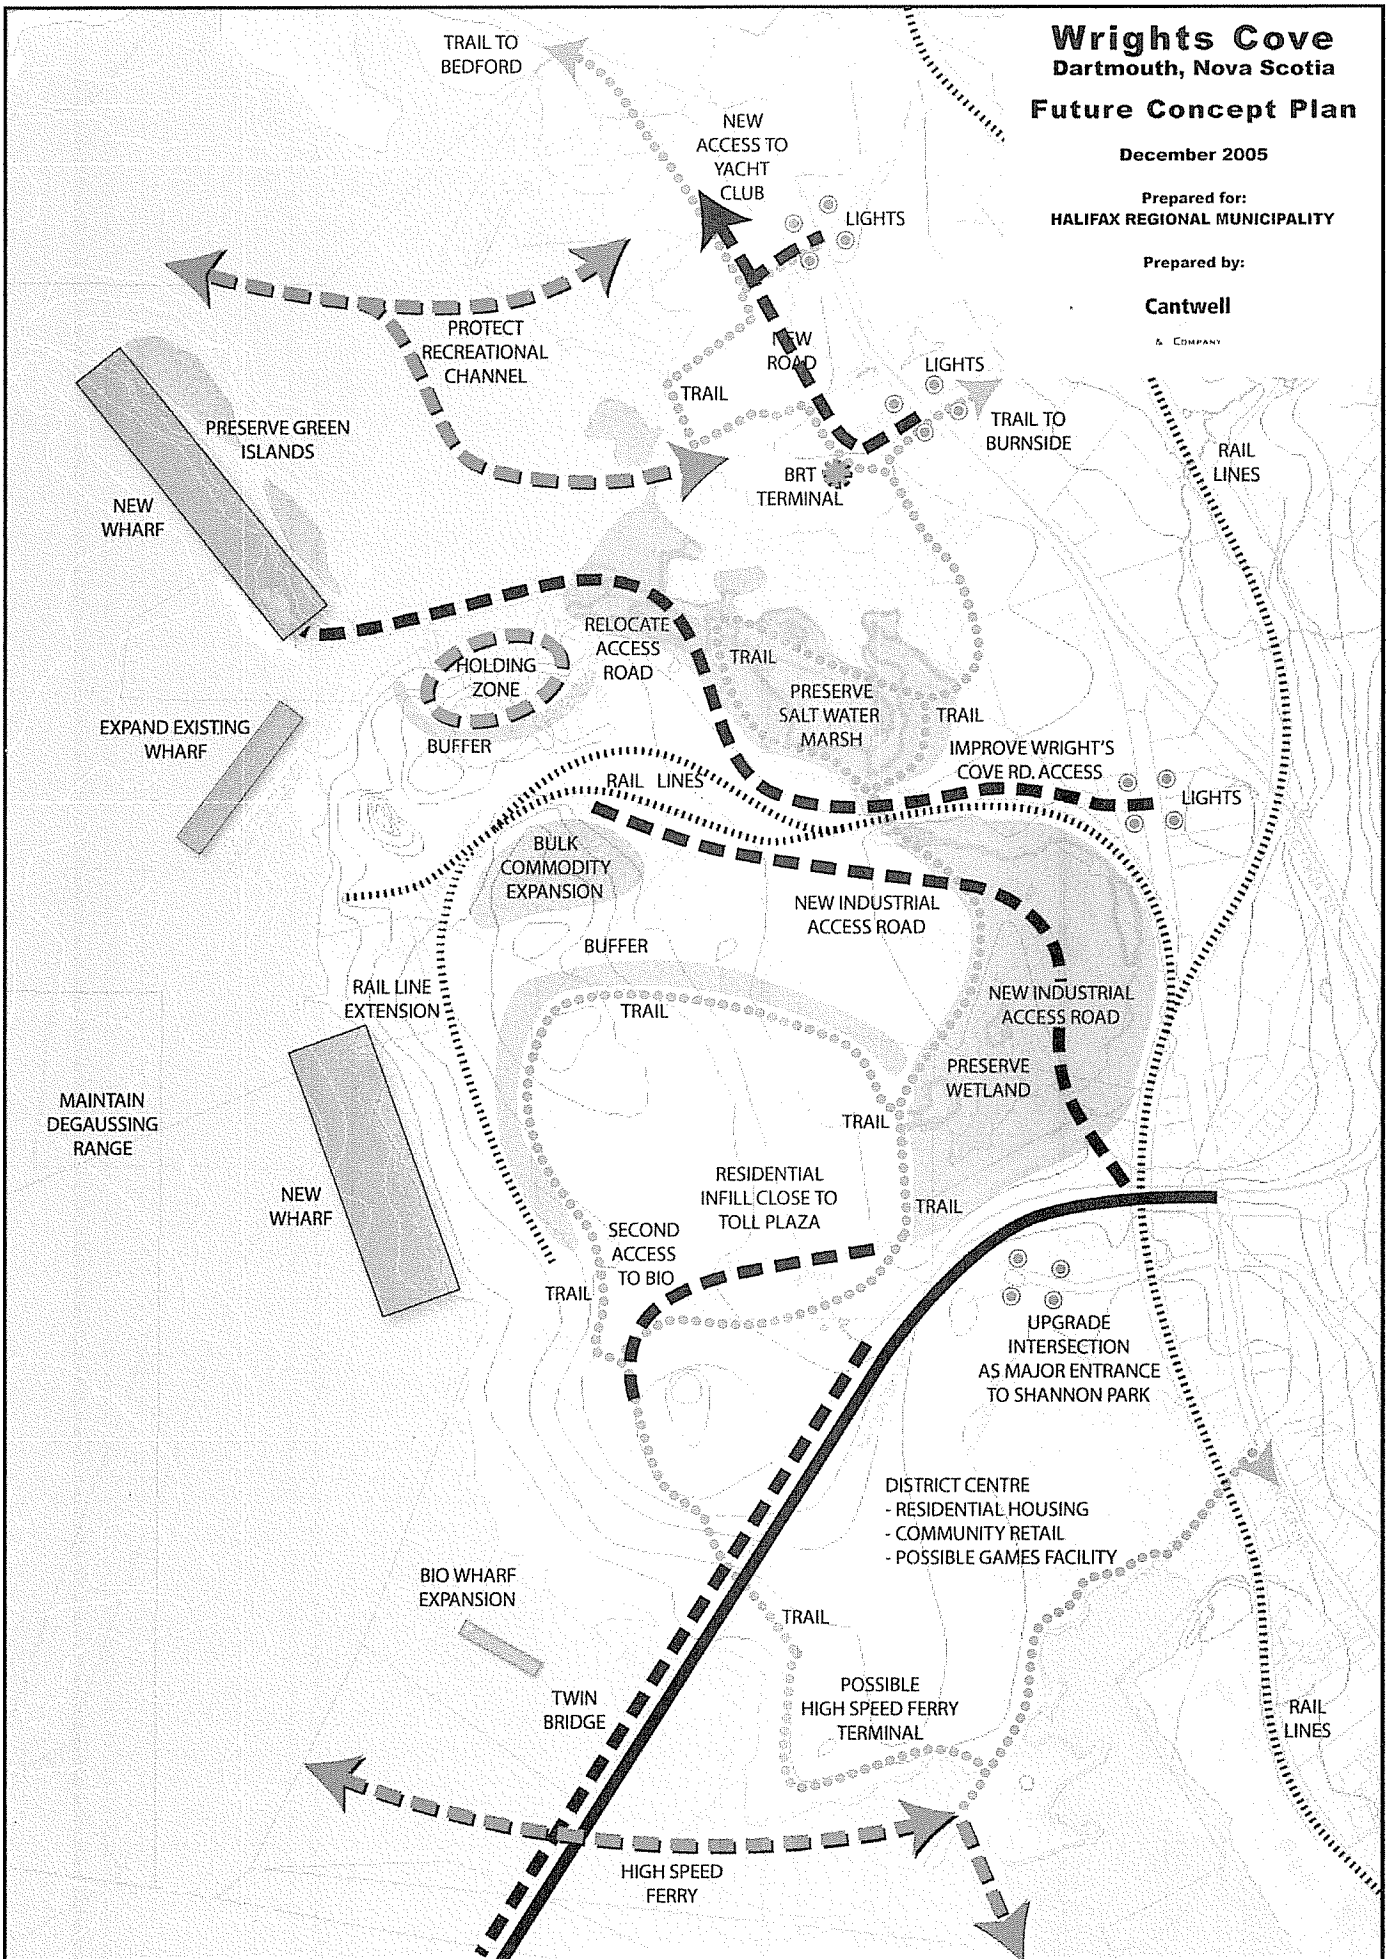 Wrights Cove
Dartmouth, Nova Scotia
Future Concept Plan
December 2005
Prepared for:
HALIFAX REGIONAL MUNICIPALITY
Prepared by:
Cantwell
& COMPANY
TRAIL TO
BEDFORD
NEW
ACCESS TO
YACHT
CLUB
LIGHTS
PROTECT
RECREATIONAL
CHANNEL
NEW
ROAD
LIGHTS
TRAIL
TRAIL TO
BURNSIDE
PRESERVE GREEN
ISLANDS
RAIL
LINES
NEW
WHARF
BRT
TERMINAL
RELOCATE
ACCESS
ROAD
HOLDING
ZONE
TRAIL
PRESERVE
SALT WATER
MARSH
TRAIL
EXPAND EXISTING
WHARF
BUFFER
IMPROVE WRIGHT'S
COVE RD. ACCESS
RAIL LINES
LIGHTS
BULK
COMMODITY
EXPANSION
NEW INDUSTRIAL
ACCESS ROAD
BUFFER
RAIL LINE
EXTENSION
TRAIL
NEW INDUSTRIAL
ACCESS ROAD
PRESERVE
WETLAND
MAINTAIN
DEGAUSSING
RANGE
TRAIL
NEW
WHARF
RESIDENTIAL
INFILL CLOSE TO
TOLL PLAZA
TRAIL
SECOND
ACCESS
TO BIO
TRAIL
UPGRADE
INTERSECTION
AS MAJOR ENTRANCE
TO SHANNON PARK
DISTRICT CENTRE
- RESIDENTIAL HOUSING
- COMMUNITY RETAIL
- POSSIBLE GAMES FACILITY
BIO WHARF
EXPANSION
TRAIL
TWIN
BRIDGE
POSSIBLE
HIGH SPEED FERRY
TERMINAL
RAIL
LINES
HIGH SPEED
FERRY